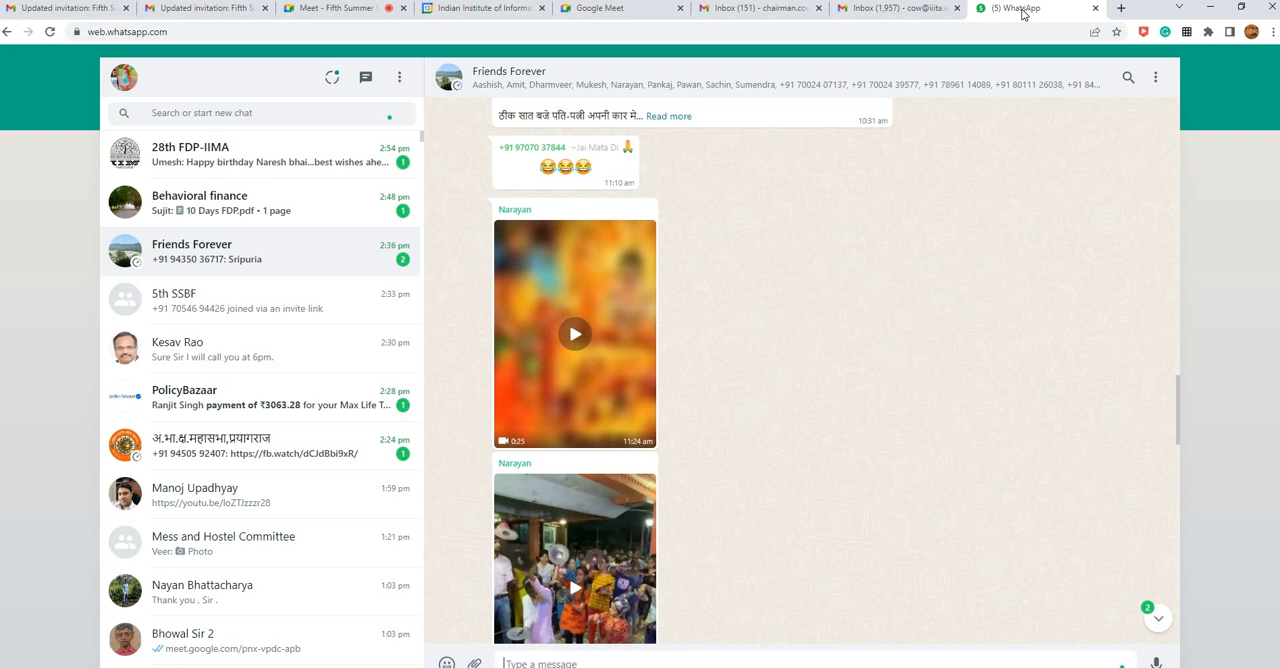 Updated invitation: Fifth S
Updated invitation: Fifth Su
Meet - Fifth Summer
Indian Institute of Informa
Google Meet
Inbox (151) - chairman.cow
Inbox (1,957) - cow@iiita.a
(5) WhatsApp
web.whatsapp.com
Search or start new chat
28th FDP-IIMA
2:54 pm
Umesh: Happy birthday Naresh bhai...best wishes ahe...
1
Behavioral finance
2:48 pm
Sujit: 10 Days FDP.pdf • 1 page
1
Friends Forever
2:36 pm
+91 94350 36717: Sripuria
2
5th SSBF
2:33 pm
+91 70546 94426 joined via an invite link
Kesav Rao
2:30 pm
Sure Sir I will call you at 6pm.
PolicyBazaar
2:28 pm
Ranjit Singh payment of ₹3063.28 for your Max Life T...
1
अ.भा.क्ष.महासभा,प्रयागराज
2:24 pm
+91 94505 92407: https://fb.watch/dCJdBbi9xR/
1
Manoj Upadhyay
1:59 pm
https://youtu.be/IoZTJzzzr28
Mess and Hostel Committee
1:21 pm
Veer: Photo
Nayan Bhattacharya
1:03 pm
Thank you , Sir .
Bhowal Sir 2
1:03 pm
meet.google.com/pnx-vpdc-apb
Friends Forever
Aashish, Amit, Dharmveer, Mukesh, Narayan, Pankaj, Pawan, Sachin, Sumendra, +91 70024 07137, +91 70024 39577, +91 78961 14089, +91 80111 26038, +91 84...
ठीक सात बजे पति-पत्नी अपनी कार मे... Read more
10:31 am
+91 97070 37844 ~Jai Mata Di 🙏
😂😂😂
11:10 am
Narayan
0:25
11:24 am
Narayan
2
Type a message